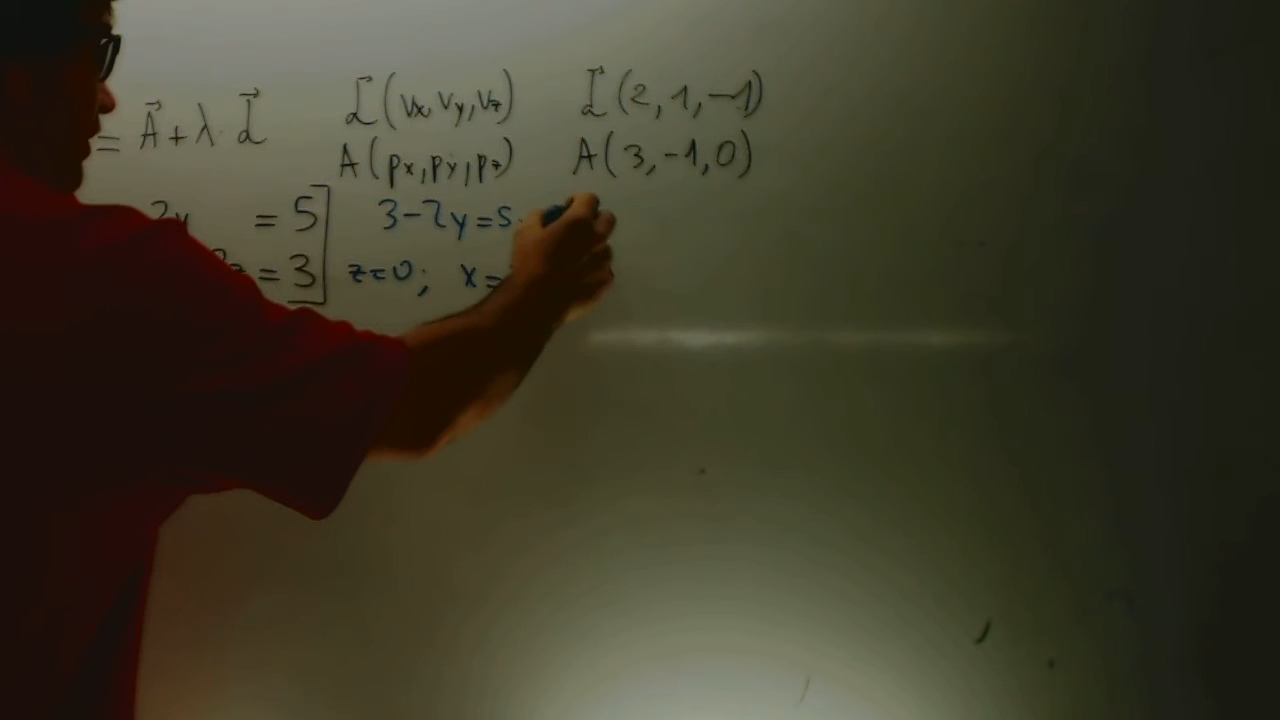 = A⃗ + λ · L⃗   L⃗ (vx, vy, vz)   L⃗ (2, 1, -1)
A (px, py, pz)   A (3, -1, 0)
2y = 5   3-2y=5
= 3   z=0; x=